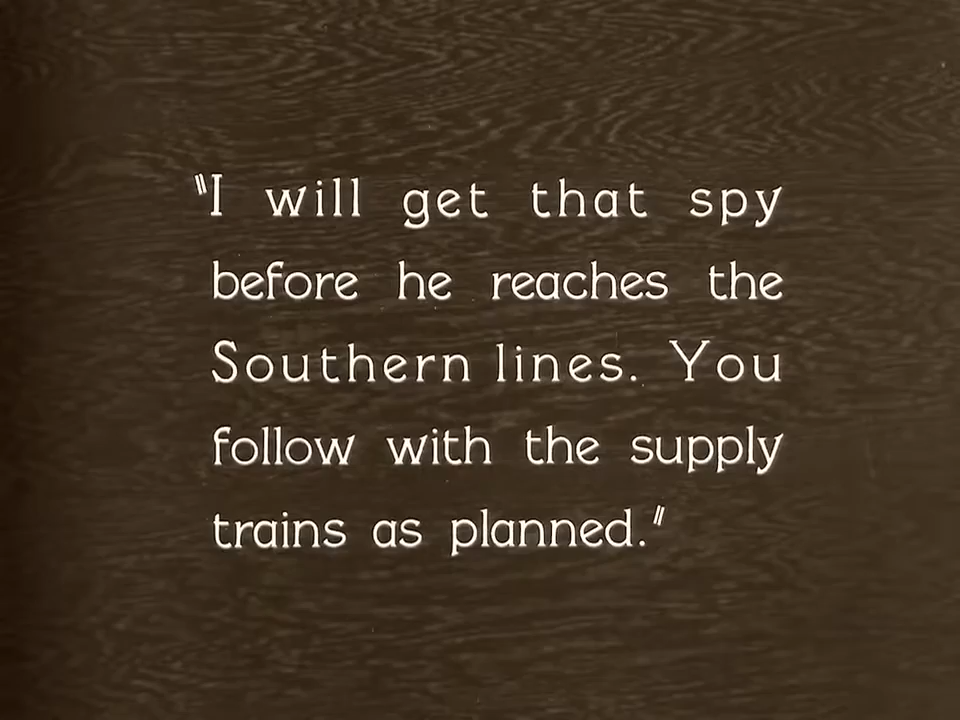 "I will get that spy
before he reaches the
Southern lines. You
follow with the supply
trains as planned."